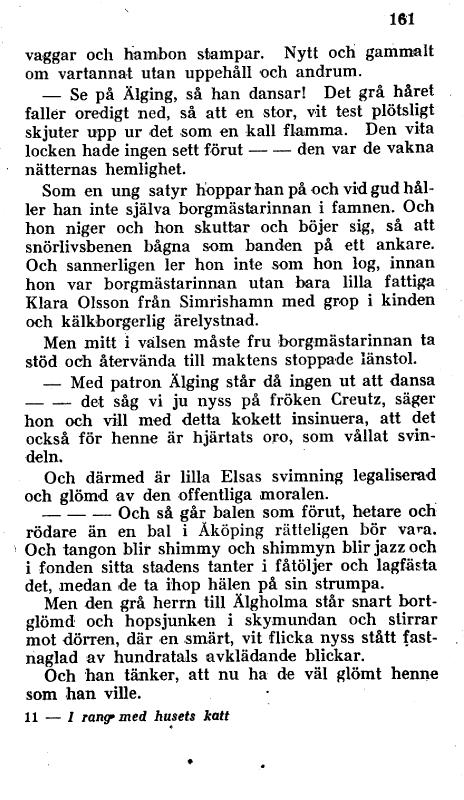 161
vaggar och hambon stampar. Nytt och gammalt
om vartannat utan uppehåll och andrum.
— Se på Älging, så han dansar! Det grå håret
faller oredigt ned, så att en stor, vit test plötsligt
skjuter upp ur det som en kall flamma. Den vita
locken hade ingen sett förut — — den var de vakna
nätternas hemlighet.
Som en ung satyr hoppar han på och vid gud hål-
ler han inte själva borgmästarinnan i famnen. Och
hon niger och hon skuttar och böjer sig, så att
snörlivsbenen bågna som banden på ett ankare.
Och sannerligen ler hon inte som hon log, innan
hon var borgmästarinnan utan bara lilla fattiga
Klara Olsson från Simrishamn med grop i kinden
och kälkborgerlig ärelystnad.
Men mitt i valsen måste fru borgmästarinnan ta
stöd och återvända till maktens stoppade länstol.
— Med patron Älging står då ingen ut att dansa
— — det såg vi ju nyss på fröken Creutz, säger
hon och vill med detta kokett insinuera, att det
också för henne är hjärtats oro, som vållat svin-
deln.
Och därmed är lilla Elsas svimning legaliserad
och glömd av den offentliga moralen.
— — — Och så går balen som förut, hetare och
rödare än en bal i Åköping rätteligen bör vara.
Och tangon blir shimmy och shimmyn blir jazz och
i fonden sitta stadens tanter i fåtöljer och lagfästa
det, medan de ta ihop hälen på sin strumpa.
Men den grå herrn till Älgholma står snart bort-
glömd och hopsjunken i skymundan och stirrar
mot dörren, där en smärt, vit flicka nyss stått fast-
naglad av hundratals avklädande blickar.
Och han tänker, att nu ha de väl glömt henne
som han ville.
11 — I rang med husets katt